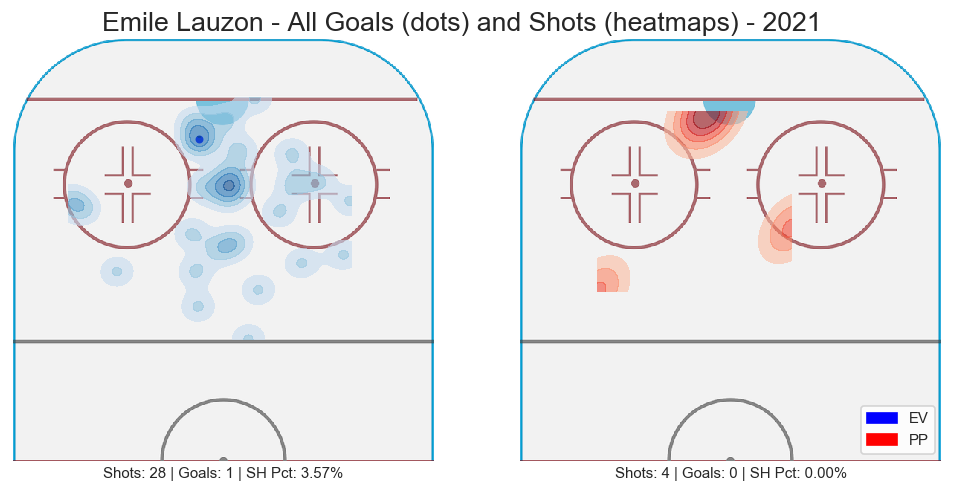 Emile Lauzon - All Goals (dots) and Shots (heatmaps) - 2021
EV
PP
Shots: 28 | Goals: 1 | SH Pct: 3.57%
Shots: 4 | Goals: 0 | SH Pct: 0.00%